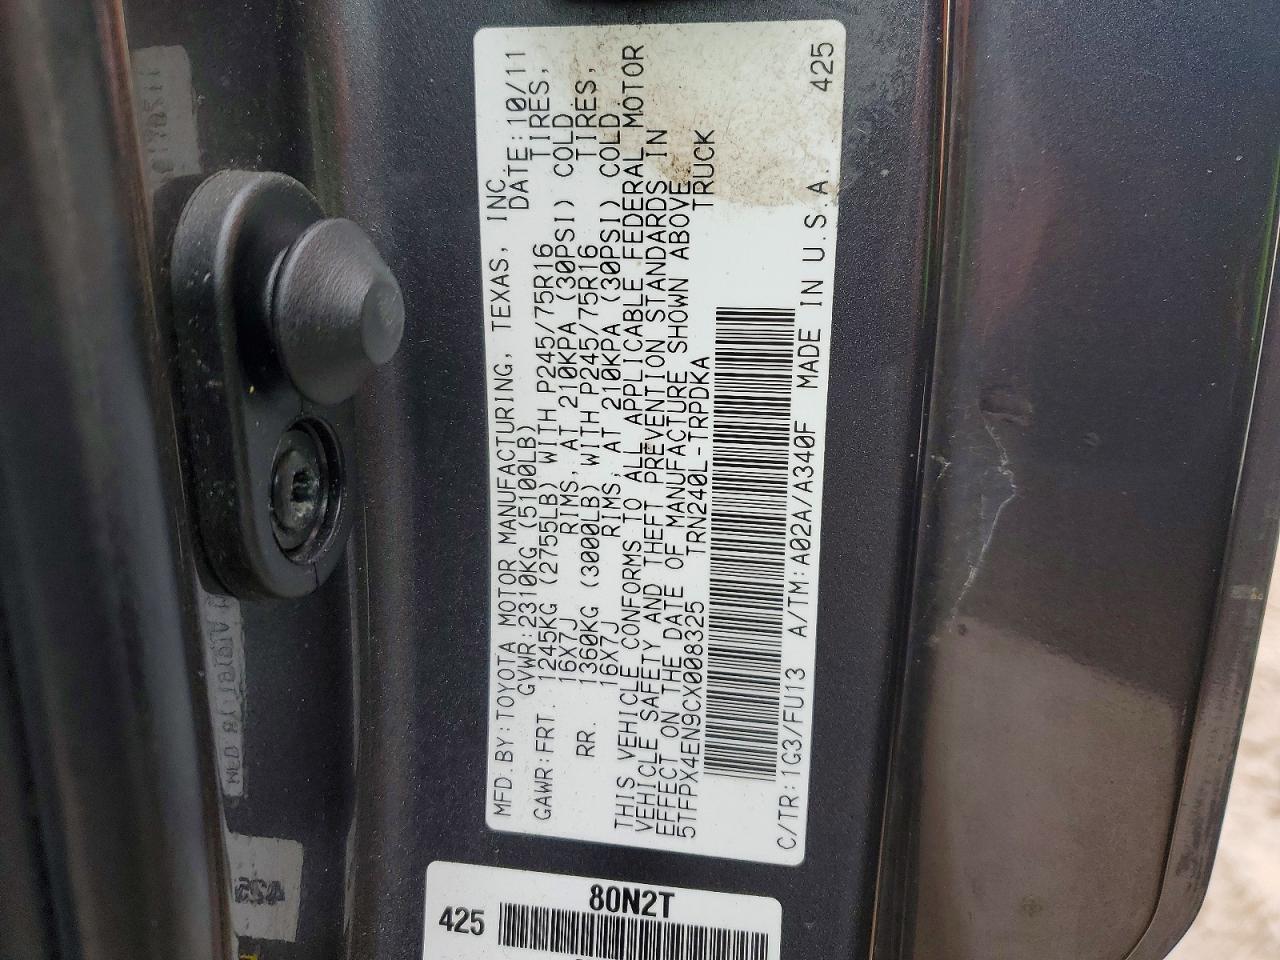 MFD. BY: TOYOTA MOTOR MANUFACTURING, TEXAS, INC.
GVWR: 2310KG (5100LB) DATE: 10/11
GAWR: FRT. 1245KG (2755LB) WITH P245/75R16 TIRES,
16X7J RIMS, AT 210KPA (30PSI) COLD.
RR. 1360KG (3000LB) WITH P245/75R16 TIRES,
16X7J RIMS, AT 210KPA (30PSI) COLD.
THIS VEHICLE CONFORMS TO ALL APPLICABLE FEDERAL MOTOR
VEHICLE SAFETY AND THEFT PREVENTION STANDARDS IN
EFFECT ON THE DATE OF MANUFACTURE SHOWN ABOVE.
5TFPX4EN9CX008325 TRN240L-TRPDKA TRUCK
C/TR: 1G3/FU13 A/TM: A02A/A340F MADE IN U.S.A. 425
80N2T
425